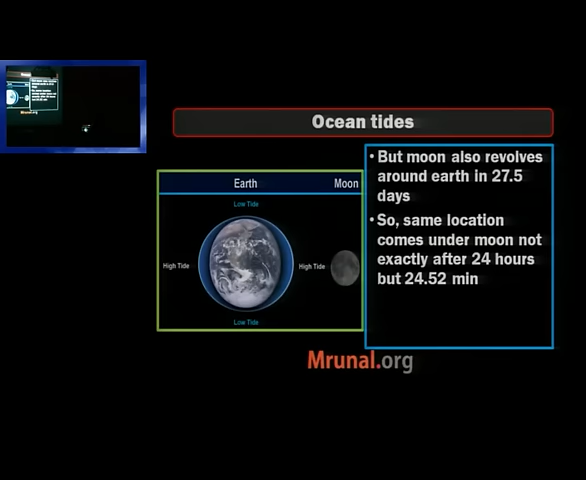 Ocean tides
Earth Moon
Low Tide
High Tide High Tide
Low Tide
• But moon also revolves
around earth in 27.5
days
• So, same location
comes under moon not
exactly after 24 hours
but 24.52 min
Mrunal.org